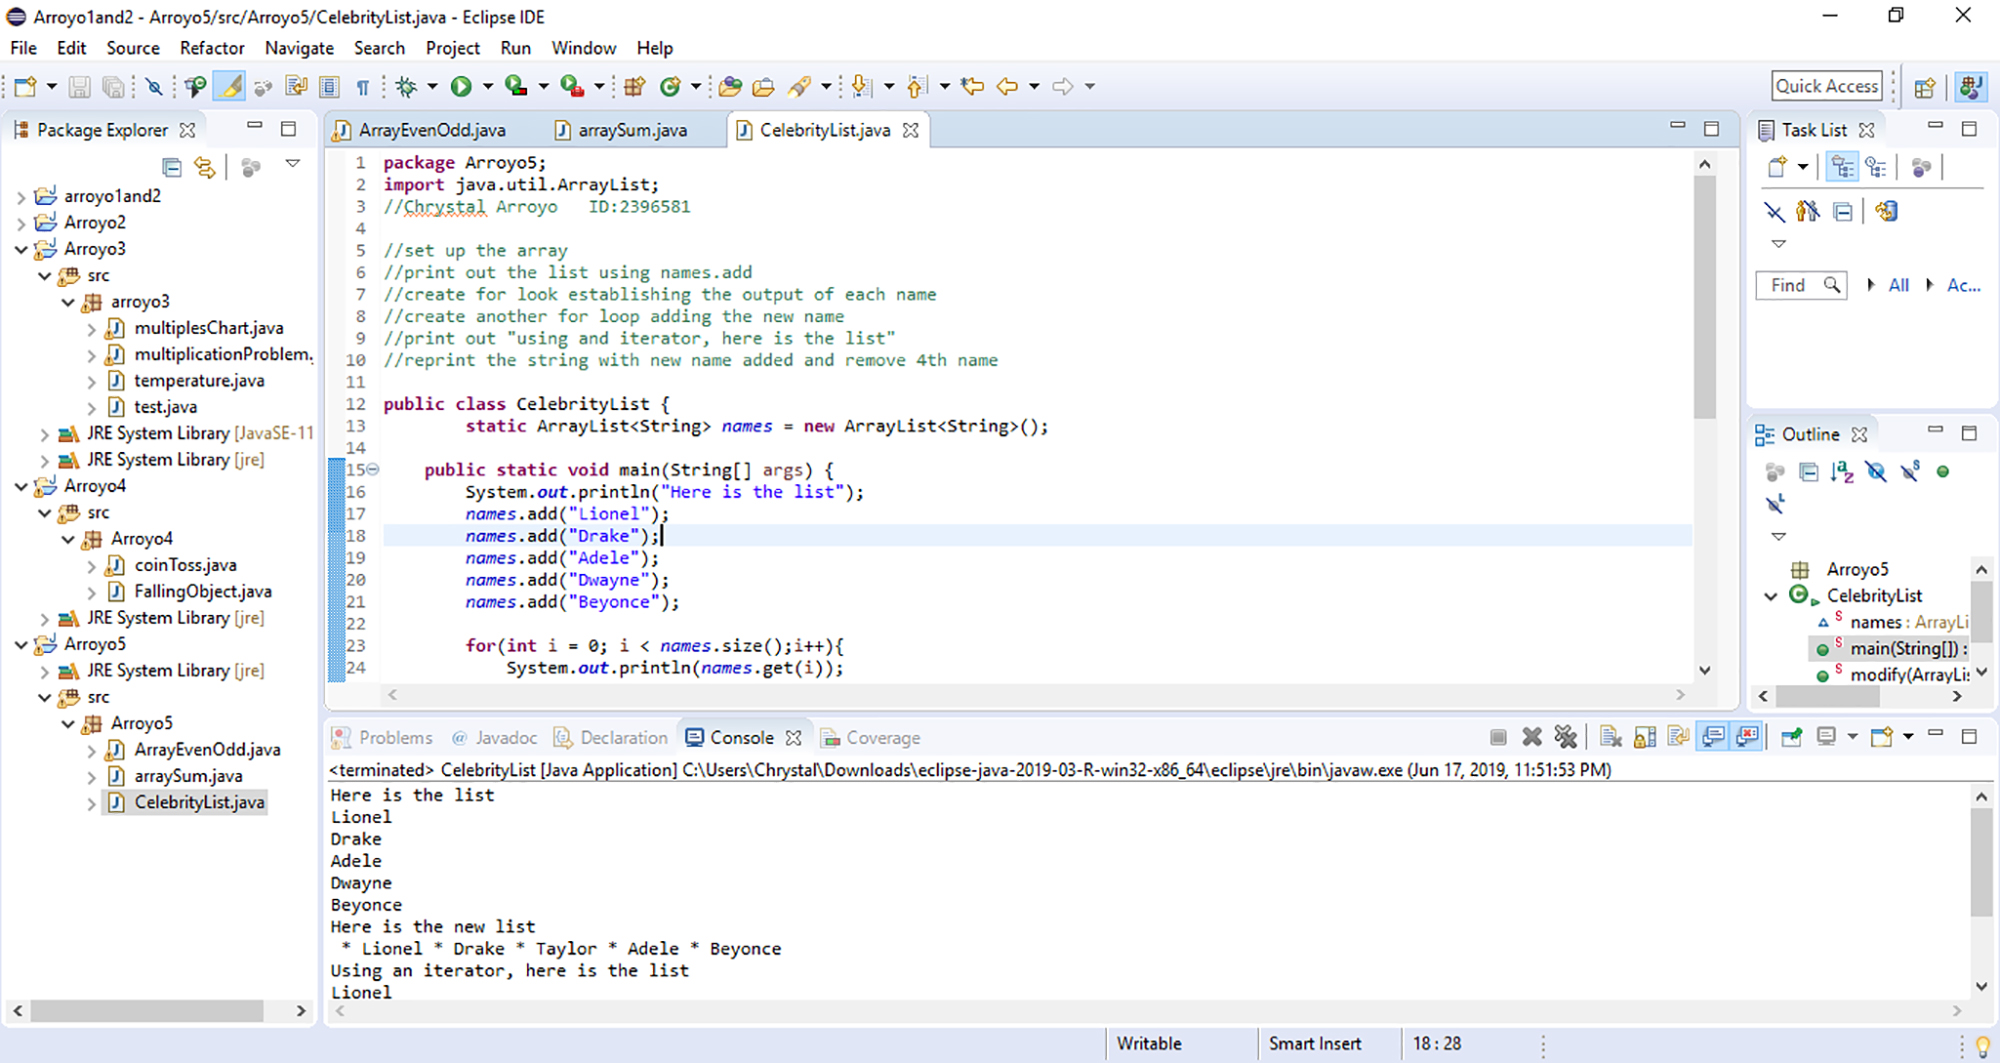 Arroyo1and2 - Arroyo5/src/Arroyo5/CelebrityList.java - Eclipse IDE
File Edit Source Refactor Navigate Search Project Run Window Help
Quick Access
Package Explorer
arroyo1and2
Arroyo2
Arroyo3
src
arroyo3
multiplesChart.java
multiplicationProblem.
temperature.java
test.java
JRE System Library [JavaSE-11
JRE System Library [jre]
Arroyo4
src
Arroyo4
coinToss.java
FallingObject.java
JRE System Library [jre]
Arroyo5
JRE System Library [jre]
src
Arroyo5
ArrayEvenOdd.java
arraySum.java
CelebrityList.java
ArrayEvenOdd.java arraySum.java CelebrityList.java
1 package Arroyo5;
2 import java.util.ArrayList;
3 //Chrystal Arroyo   ID:2396581
4
5 //set up the array
6 //print out the list using names.add
7 //create for look establishing the output of each name
8 //create another for loop adding the new name
9 //print out "using and iterator, here is the list"
10 //reprint the string with new name added and remove 4th name
11
12 public class CelebrityList {
13 static ArrayList<String> names = new ArrayList<String>();
14
15 public static void main(String[] args) {
16 System.out.println("Here is the list");
17 names.add("Lionel");
18 names.add("Drake");
19 names.add("Adele");
20 names.add("Dwayne");
21 names.add("Beyonce");
22
23 for(int i = 0; i < names.size();i++){
24 System.out.println(names.get(i));
Task List
Find All Ac...
Outline
Arroyo5
CelebrityList
names : ArrayLi
main(String[]) :
modify(ArrayLis
Problems @ Javadoc Declaration Console Coverage
<terminated> CelebrityList [Java Application] C:\Users\Chrystal\Downloads\eclipse-java-2019-03-R-win32-x86_64\eclipse\jre\bin\javaw.exe (Jun 17, 2019, 11:51:53 PM)
Here is the list
Lionel
Drake
Adele
Dwayne
Beyonce
Here is the new list
* Lionel * Drake * Taylor * Adele * Beyonce
Using an iterator, here is the list
Lionel
Writable Smart Insert 18 : 28